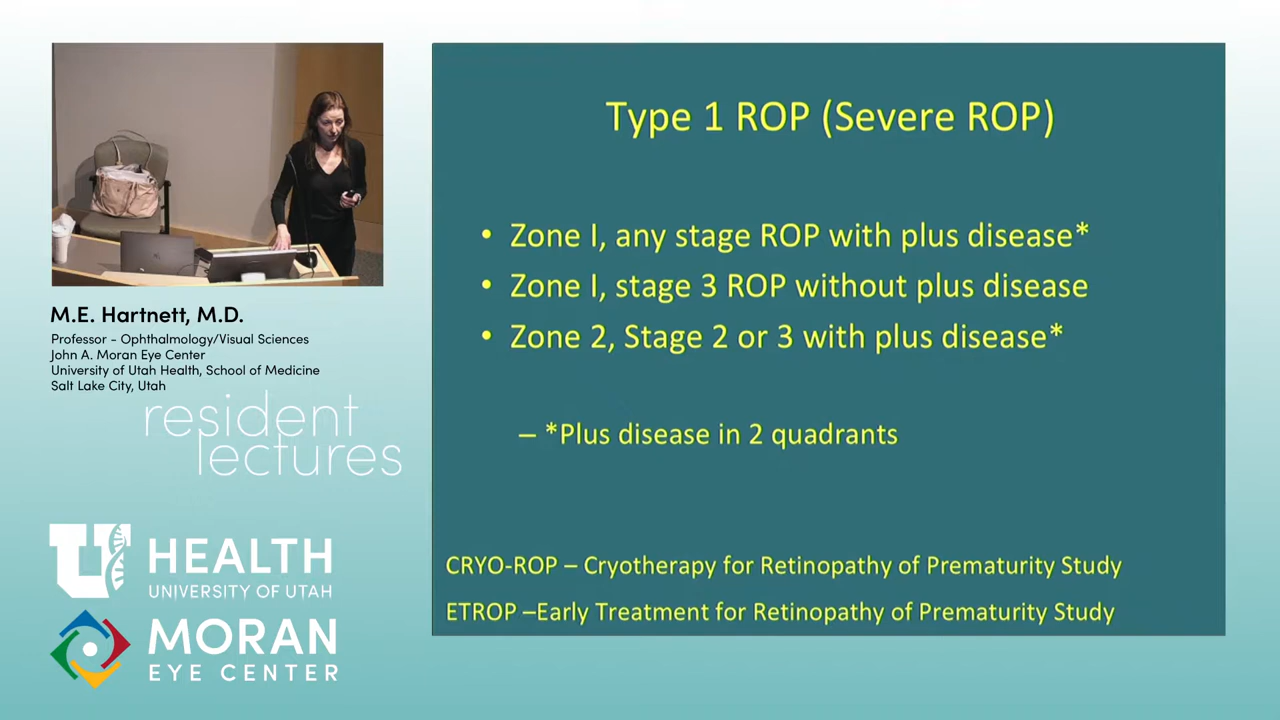 Type 1 ROP (Severe ROP)
• Zone I, any stage ROP with plus disease*
• Zone I, stage 3 ROP without plus disease
• Zone 2, Stage 2 or 3 with plus disease*
– *Plus disease in 2 quadrants
CRYO-ROP – Cryotherapy for Retinopathy of Prematurity Study
ETROP –Early Treatment for Retinopathy of Prematurity Study
M.E. Hartnett, M.D.
Professor - Ophthalmology/Visual Sciences
John A. Moran Eye Center
University of Utah Health, School of Medicine
Salt Lake City, Utah
resident
lectures
U HEALTH
UNIVERSITY OF UTAH
MORAN
EYE CENTER